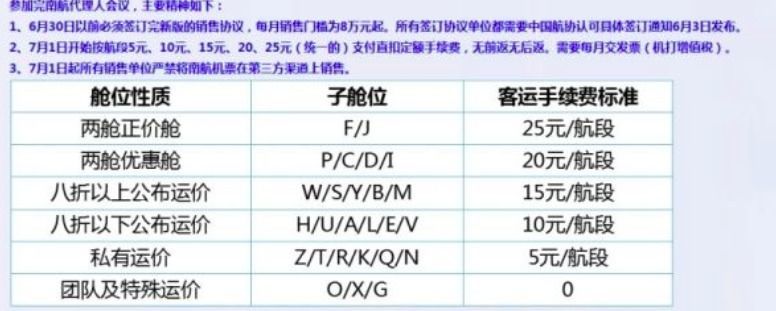 参加完南航代理人会议，主要精神如下：
1、6月30日以前必须签订完新版的销售协议，每月销售门槛为8万元起。所有签订协议单位都需要中国航协认可具体签订通知6月3日发布。
2、7月1日开始按航段5元、10元、15元、20、25元（统一的）支付直扣定额手续费，无前返无后返。需要每月交发票（机打增值税）。
3、7月1日起所有销售单位严禁将南航机票在第三方渠道上销售。
舱位性质 子舱位 客运手续费标准
两舱正价舱 F/J 25元/航段
两舱优惠舱 P/C/D/I 20元/航段
八折以上公布运价 W/S/Y/B/M 15元/航段
八折以下公布运价 H/U/A/L/E/V 10元/航段
私有运价 Z/T/R/K/Q/N 5元/航段
团队及特殊运价 O/X/G 0